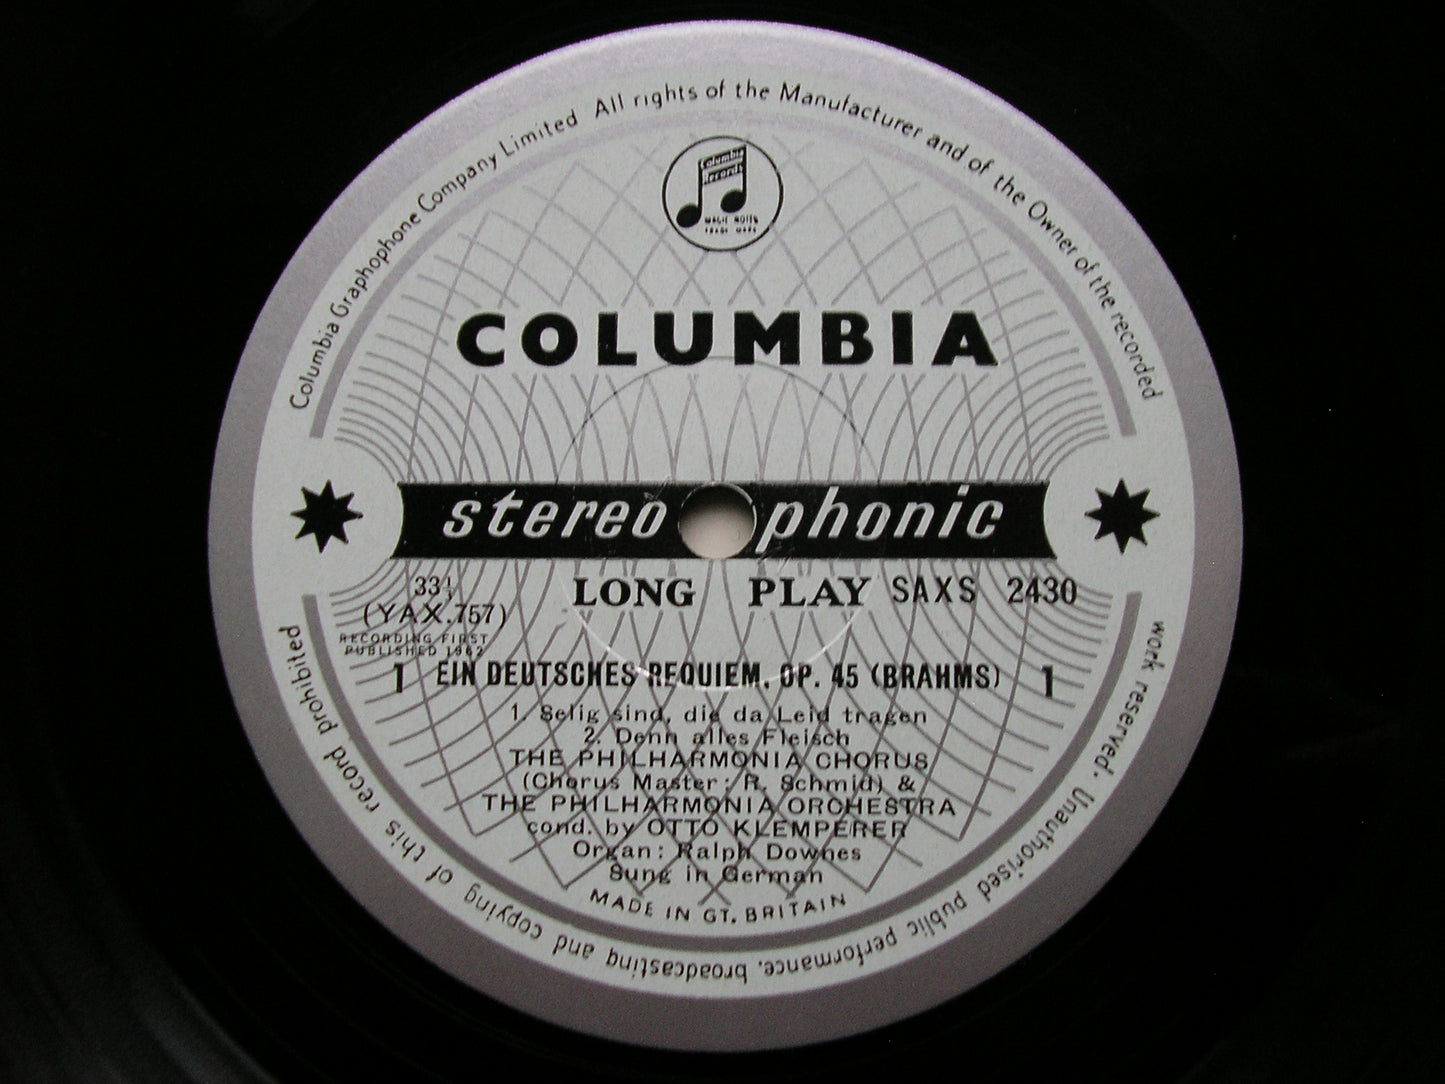 Columbia Graphophone Company Limited All rights of the Manufacturer and of the Owner of the recorded work reserved. Unauthorised public performance, broadcasting and copying of this record prohibited
Columbia
Records
MAGIC NOTES
TRADE MARK
COLUMBIA
stereophonic
33⅓ LONG PLAY SAXS 2430
(YAX.757)
RECORDING FIRST
PUBLISHED 1962
1 EIN DEUTSCHES REQUIEM, OP. 45 (BRAHMS) 1
1. Selig sind, die da Leid tragen
2. Denn alles Fleisch
THE PHILHARMONIA CHORUS
(Chorus Master: R. Schmid) &
THE PHILHARMONIA ORCHESTRA
cond. by OTTO KLEMPERER
Organ: Ralph Downes
Sung in German
MADE IN GT. BRITAIN